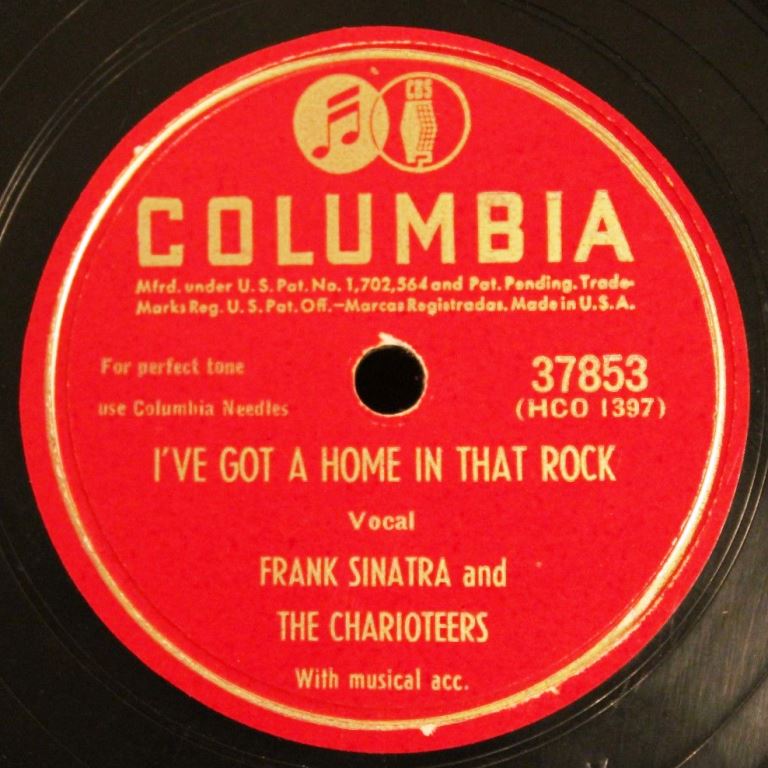 CBS
COLUMBIA
Mfrd. under U.S. Pat. No. 1,702,564 and Pat. Pending. Trade-
Marks Reg. U.S. Pat. Off.—Marcas Registradas. Made in U.S.A.
For perfect tone
use Columbia Needles
37853
(HCO 1397)
I'VE GOT A HOME IN THAT ROCK
Vocal
FRANK SINATRA and
THE CHARIOTEERS
With musical acc.